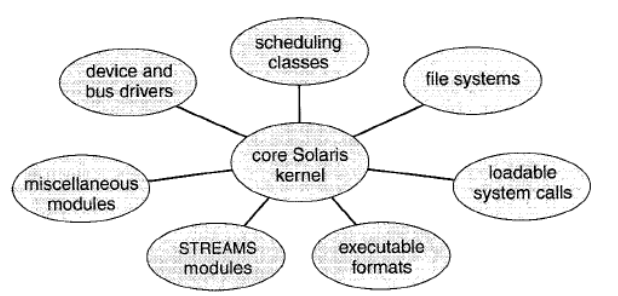 scheduling
classes
device and
bus drivers
file systems
core Solaris
kernel
loadable
system calls
miscellaneous
modules
STREAMS
modules
executable
formats